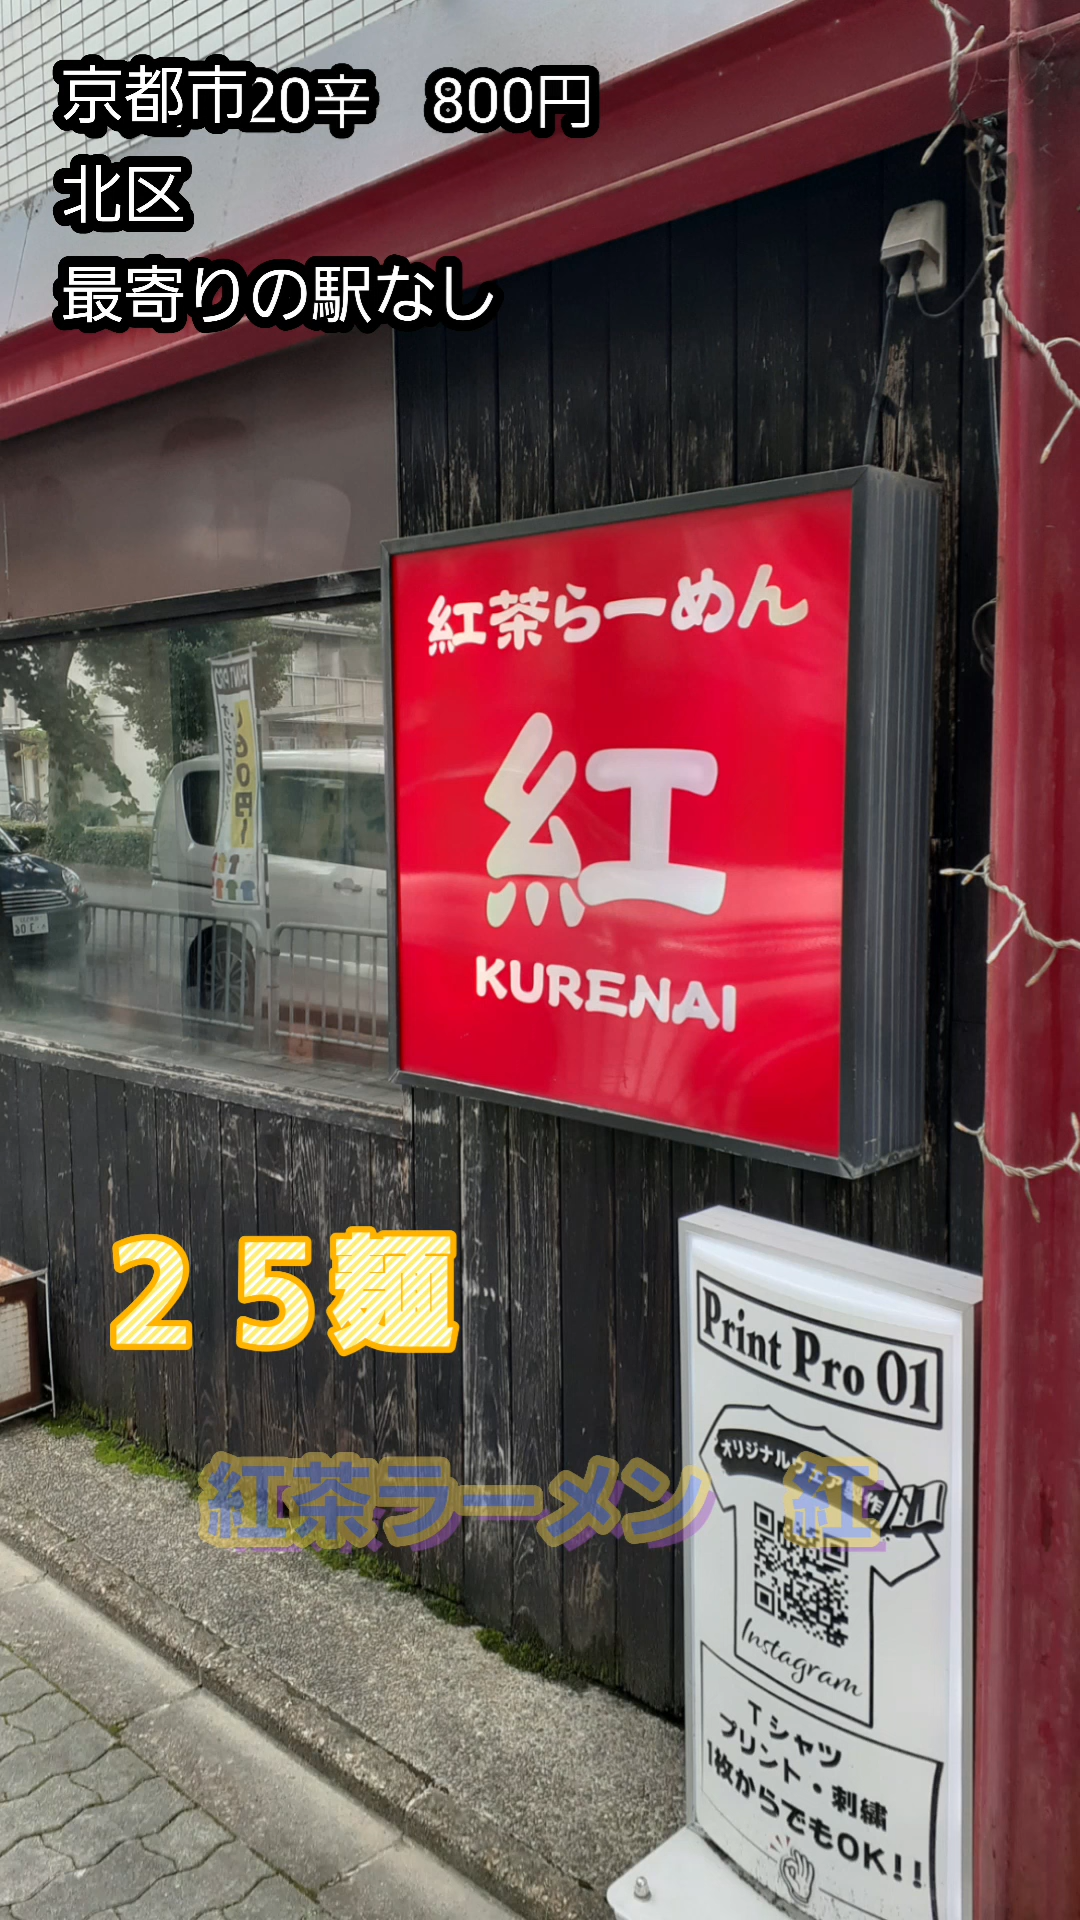 京都市20辛　800円
北区
最寄りの駅なし
紅茶らーめん
紅
KURENAI
２５麺
紅茶ラーメン　紅
Print Pro 01
オリジナルウェア製作
Instagram
Tシャツ
プリント・刺繍
1枚からでもOK!!